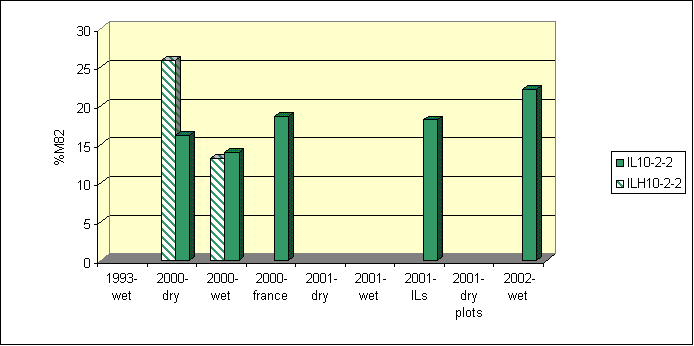 30
25
20
15
10
5
0
%M82
1993-
wet
2000-
dry
2000-
wet
2000-
france
2001-
dry
2001-
wet
2001-
ILs
2001-
dry
plots
2002-
wet
IL10-2-2
ILH10-2-2